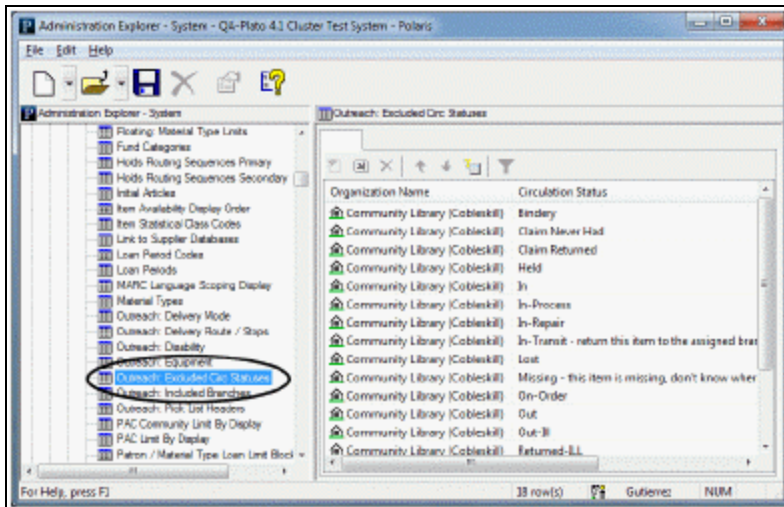 Administration Explorer - System - QA-Plato 4.1 Cluster Test System - Polaris
File Edit Help
Administration Explorer - System
Floating: Material Type Limits
Fund Categories
Holds Routing Sequences Primary
Holds Routing Sequences Secondary
Initial Articles
Item Availability Display Order
Item Statistical Class Codes
Link to Supplier Databases
Loan Period Codes
Loan Periods
MARC Language Scoping Display
Material Types
Outreach: Delivery Mode
Outreach: Delivery Route / Stops
Outreach: Disability
Outreach: Equipment
Outreach: Excluded Circ Statuses
Outreach: Included Branches
Outreach: Pick List Headers
PAC Community Limit By Display
PAC Limit By Display
Patron / Material Type Loan Limit Block
Outreach: Excluded Circ Statuses
Organization Name Circulation Status
Community Library (Cobleskill) Bindery
Community Library (Cobleskill) Claim Never Had
Community Library (Cobleskill) Claim Returned
Community Library (Cobleskill) Held
Community Library (Cobleskill) In
Community Library (Cobleskill) In-Process
Community Library (Cobleskill) In-Repair
Community Library (Cobleskill) In-Transit - return this item to the assigned bran
Community Library (Cobleskill) Lost
Community Library (Cobleskill) Missing - this item is missing, don't know wher
Community Library (Cobleskill) On-Order
Community Library (Cobleskill) Out
Community Library (Cobleskill) Out-Ill
Community Library (Cobleskill) Returned-ILL
For Help, press F1 18 row(s) Gutierrez NUM